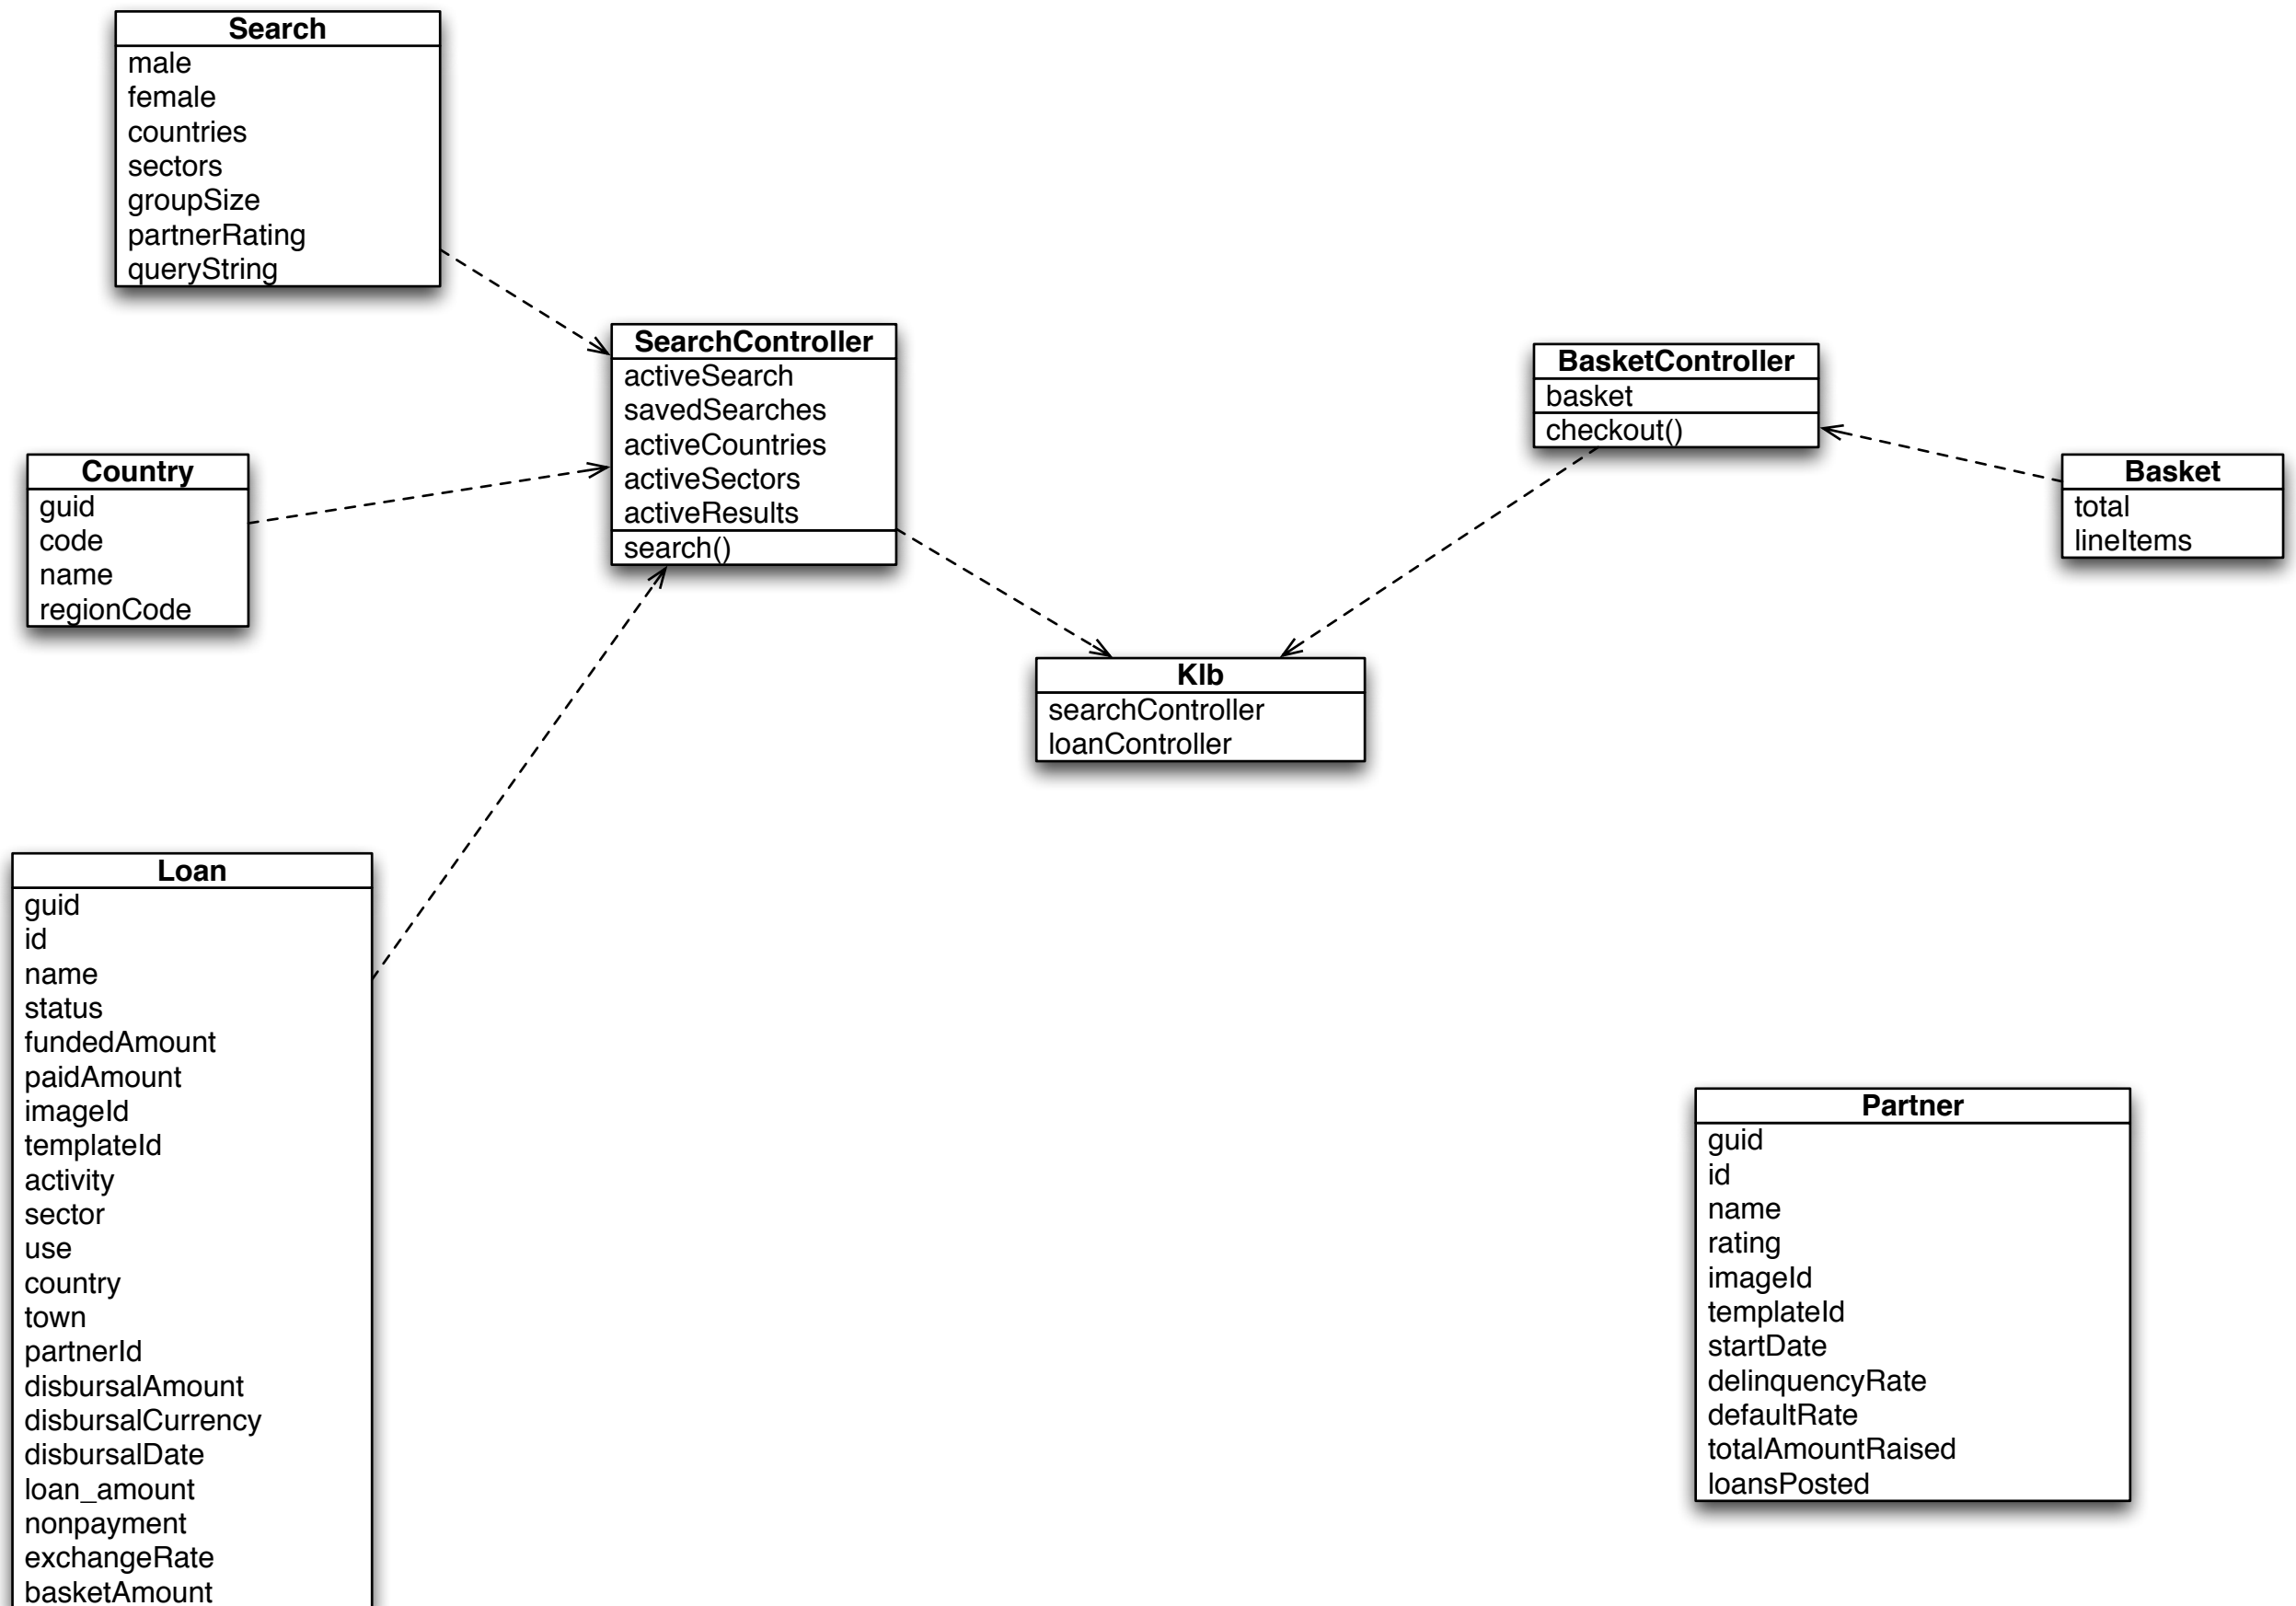 Search
male
female
countries
sectors
groupSize
partnerRating
queryString
SearchController
activeSearch
savedSearches
activeCountries
activeSectors
activeResults
search()
BasketController
basket
checkout()
Country
guid
code
name
regionCode
Basket
total
lineItems
Klb
searchController
loanController
Loan
guid
id
name
status
fundedAmount
paidAmount
imageId
templateId
activity
sector
use
country
town
partnerId
disbursalAmount
disbursalCurrency
disbursalDate
loan_amount
nonpayment
exchangeRate
basketAmount
Partner
guid
id
name
rating
imageId
templateId
startDate
delinquencyRate
defaultRate
totalAmountRaised
loansPosted